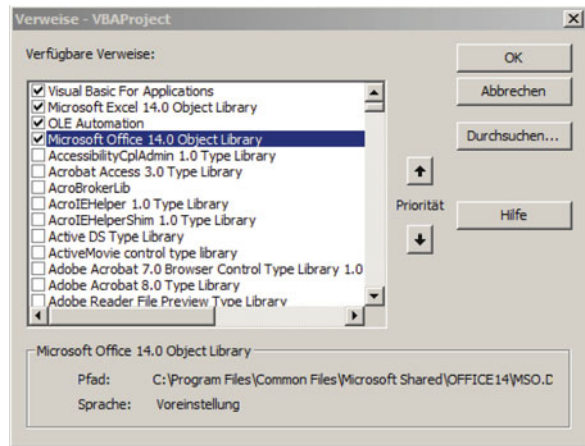 Verweise - VBAProject
Verfügbare Verweise:
OK
Visual Basic For Applications
Microsoft Excel 14.0 Object Library
OLE Automation
Microsoft Office 14.0 Object Library
AccessibilityCplAdmin 1.0 Type Library
Acrobat Access 3.0 Type Library
AcroBrokerLib
AcroIEHelper 1.0 Type Library
AcroIEHelperShim 1.0 Type Library
Active DS Type Library
ActiveMovie control type library
Adobe Acrobat 7.0 Browser Control Type Library 1.0
Adobe Acrobat 8.0 Type Library
Adobe Reader File Preview Type Library
Abbrechen
Durchsuchen...
Priorität
Hilfe
Microsoft Office 14.0 Object Library
Pfad: C:\Program Files\Common Files\Microsoft Shared\OFFICE14\MSO.D
Sprache: Voreinstellung